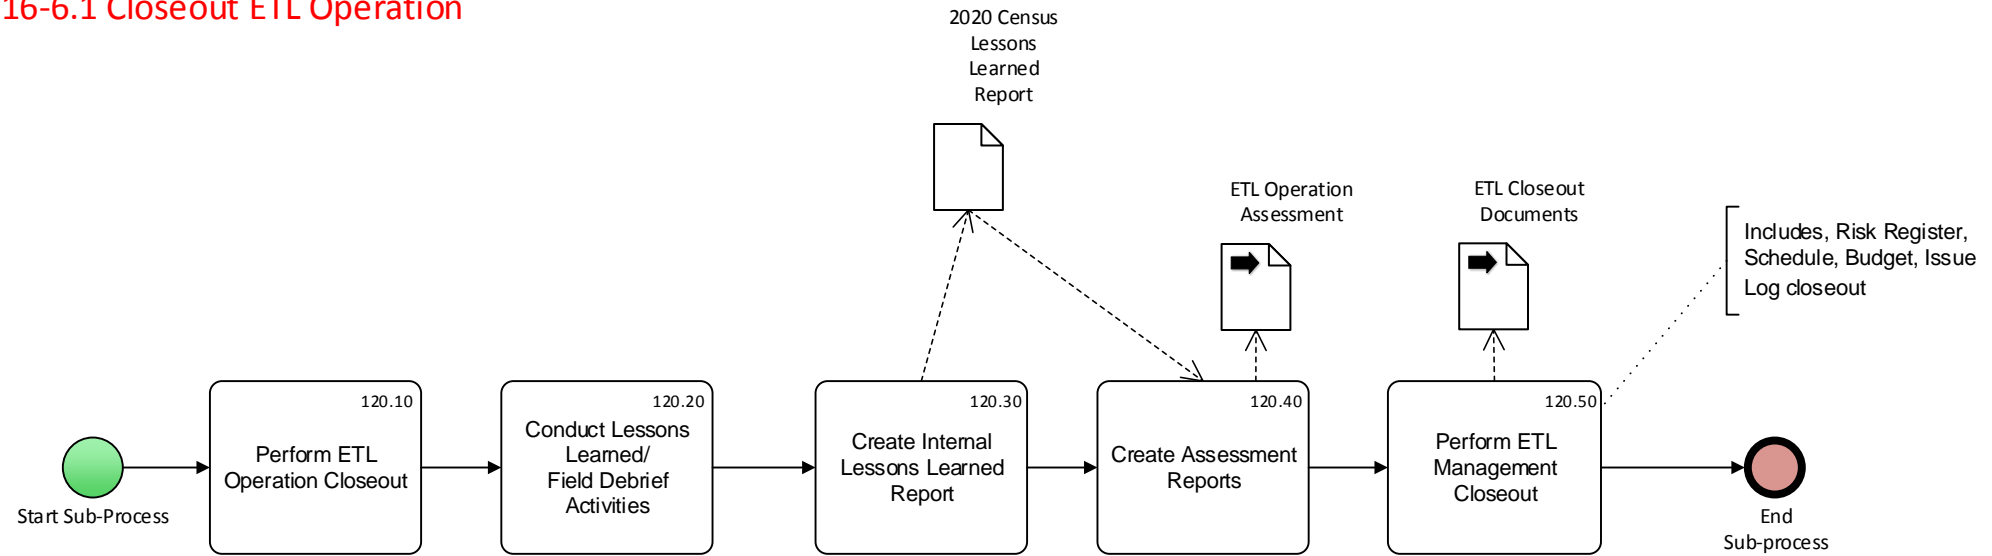 16-6.1 Closeout ETL Operation
2020 Census
Lessons
Learned
Report
ETL Operation
Assessment
ETL Closeout
Documents
Includes, Risk Register,
Schedule, Budget, Issue
Log closeout
Start Sub-Process
120.10
Perform ETL
Operation Closeout
120.20
Conduct Lessons
Learned/
Field Debrief
Activities
120.30
Create Internal
Lessons Learned
Report
120.40
Create Assessment
Reports
120.50
Perform ETL
Management
Closeout
End
Sub-process